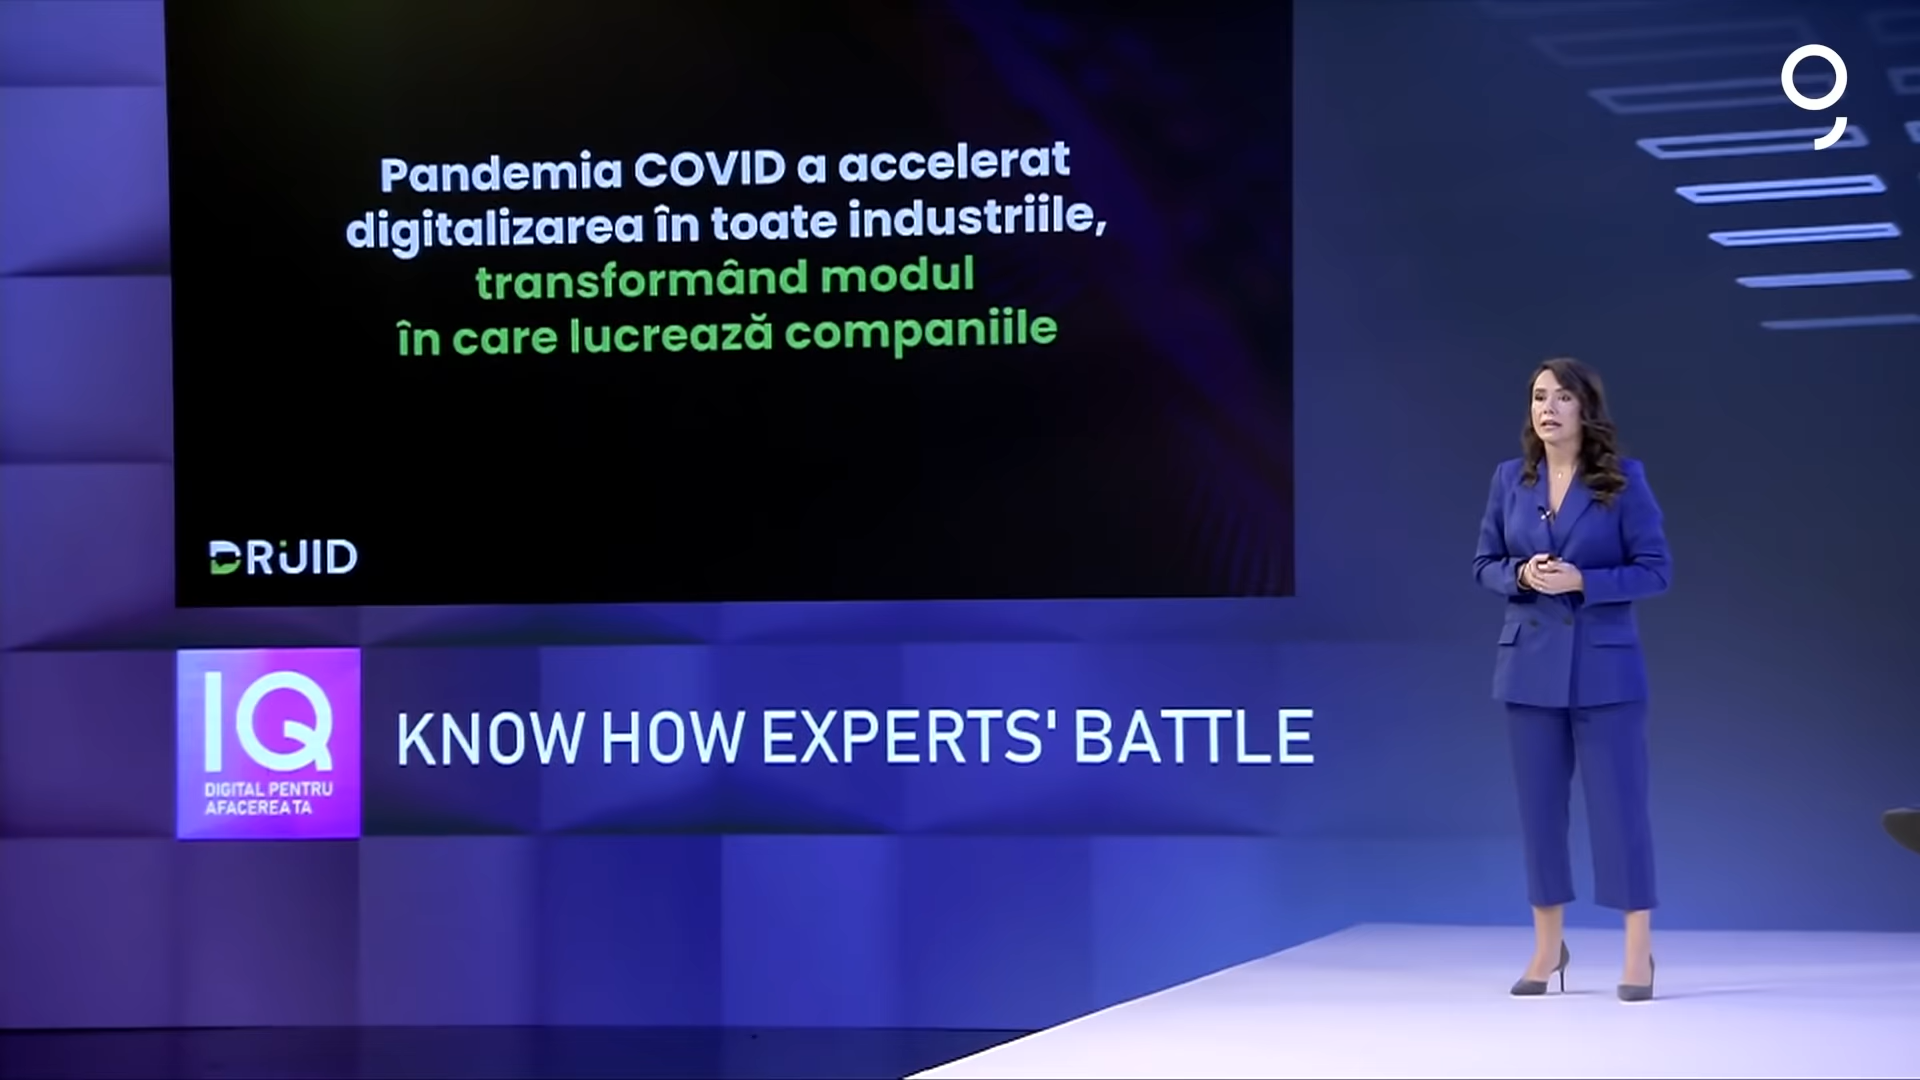 Pandemia COVID a accelerat
digitalizarea în toate industriile,
transformând modul
în care lucrează companiile
DRUID
IQ
DIGITAL PENTRU
AFACEREA TA
KNOW HOW EXPERTS' BATTLE